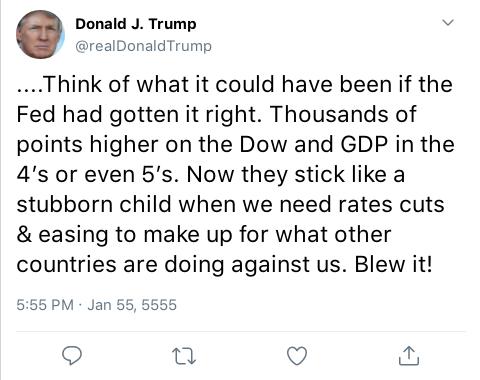 Donald J. Trump
@realDonaldTrump
....Think of what it could have been if the
Fed had gotten it right. Thousands of
points higher on the Dow and GDP in the
4's or even 5's. Now they stick like a
stubborn child when we need rates cuts
& easing to make up for what other
countries are doing against us. Blew it!
5:55 PM · Jan 55, 5555